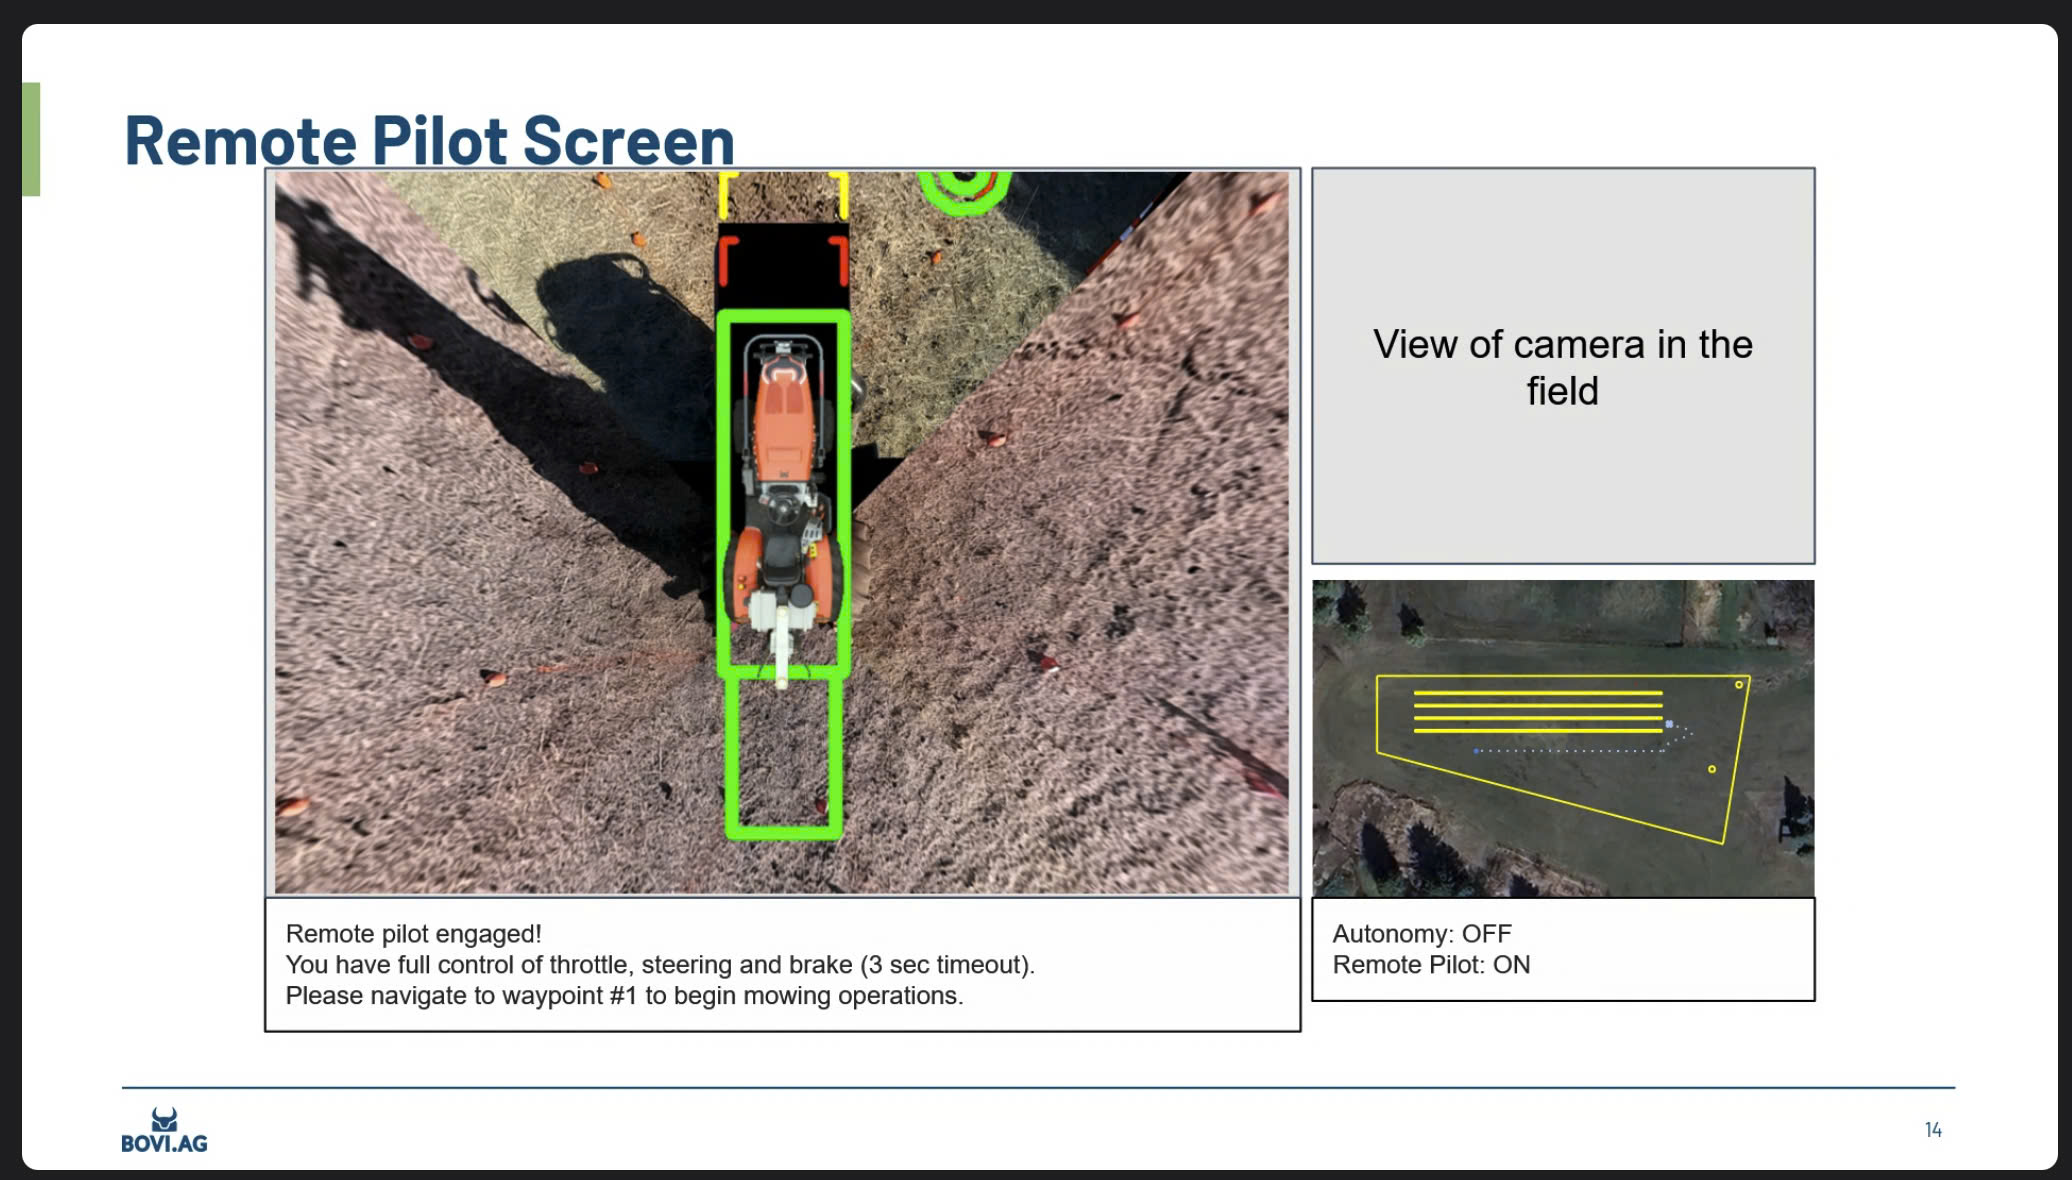 Remote Pilot Screen
View of camera in the
field
Remote pilot engaged!
You have full control of throttle, steering and brake (3 sec timeout).
Please navigate to waypoint #1 to begin mowing operations.
Autonomy: OFF
Remote Pilot: ON
BOVI.AG
14